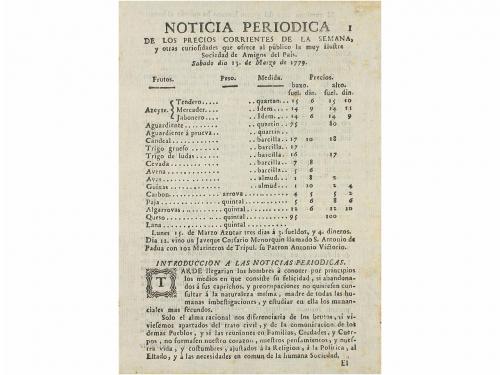 NOTICIA PERIODICA 1
DE LOS PRECIOS CORRIENTES DE LA SEMANA,
y otras curiosidades que ofrece al público la muy ilustre
Sociedad de Amigos del País.
Sabado dia 13. de Marzo de 1779.
Frutos. Peso. Medida. Precios.
baxo. alto.
suel. din. suel. din.
Tendero ..quartan... 15 6 15 10
Azeyte. Mercader ..Idem.... 14 9 14 11
Jabonero ..Idem.... 14 6 14 9
Aguardiente ..quartin.. 75 80
Aguardiente á prueva ..quartin..
Candeal ..barcilla.. 17 10 18
Trigo grueso ..barcilla..
Trigo de ludas ..barcilla.. 16 17
Cevada ..barcilla.. 7 8
Avena ..barcilla.. 5 6
Avas ..almud... 1 8 2
Guixas ..almud... 1 10 2 4
Carbon arrova 4 5 5 2
Paja quintal 5 6 8 6
Algarrovas quintal 12 6 12 10
Queso quintal 95 100
Lana quintal
Lunes 15. de Marzo Azucar tres dias á 3. sueldos, y 4. dineros.
Dia 12. vino un Javeque Corsario Menorquin llamado S. Antonio de
Padua con 102 Marineros de Tripul. su Patron Antonio Victorio.
INTRODUCCION A LAS NOTICIAS PERIODICAS.
TARDE llegarian los hombres à conocer por principios
los medios en que consiste su felicidad, si abandona-
dos à sus caprichos, y preocupaciones no quiesen consul-
tar à la naturaleza mesma, madre de todas las hu-
manas imbestigaciones, y estudiar en ella los manan-
ciales mas fecundos.
Solo el alma racional nos diferenciaria de los brutos, si vi-
viesemos apartados del trato civil, y de la comunicacion de los
demas Pueblos, y si las reuniones en Familias, Ciudades, y Cuer-
pos, no formasen nuestro corazon, nuestros pensamientos, y nues-
tra vida, y costumbres, ajustados à la Religion, à la Politica, al
Estado, y à las necesidades en comun de la humana Sociedad.
El